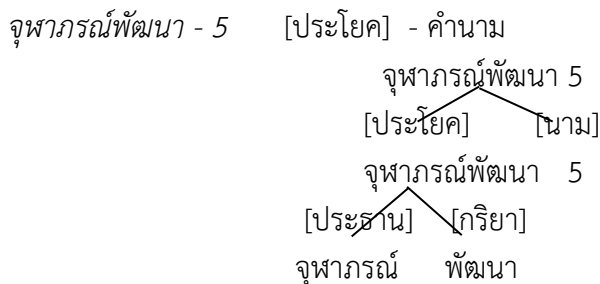 จุฬาภรณ์พัฒนา - 5 [ประโยค] - คำนาม
จุฬาภรณ์พัฒนา 5
[ประโยค] [นาม]
จุฬาภรณ์พัฒนา 5
[ประธาน] [กริยา]
จุฬาภรณ์ พัฒนา